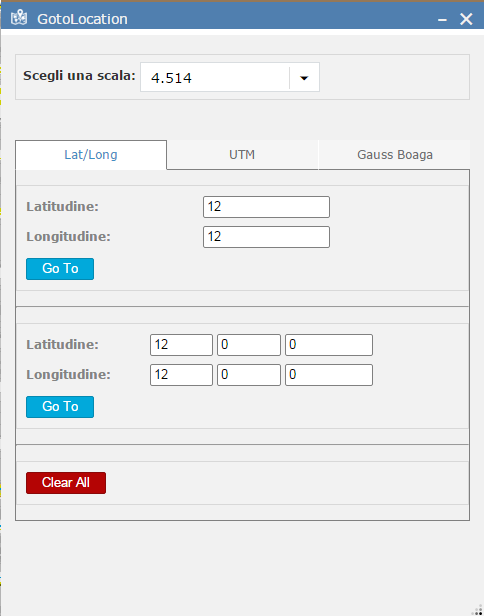 GotoLocation
Scegli una scala: 4.514
Lat/Long UTM Gauss Boaga
Latitudine: 12
Longitudine: 12
Go To
Latitudine: 12 0 0
Longitudine: 12 0 0
Go To
Clear All